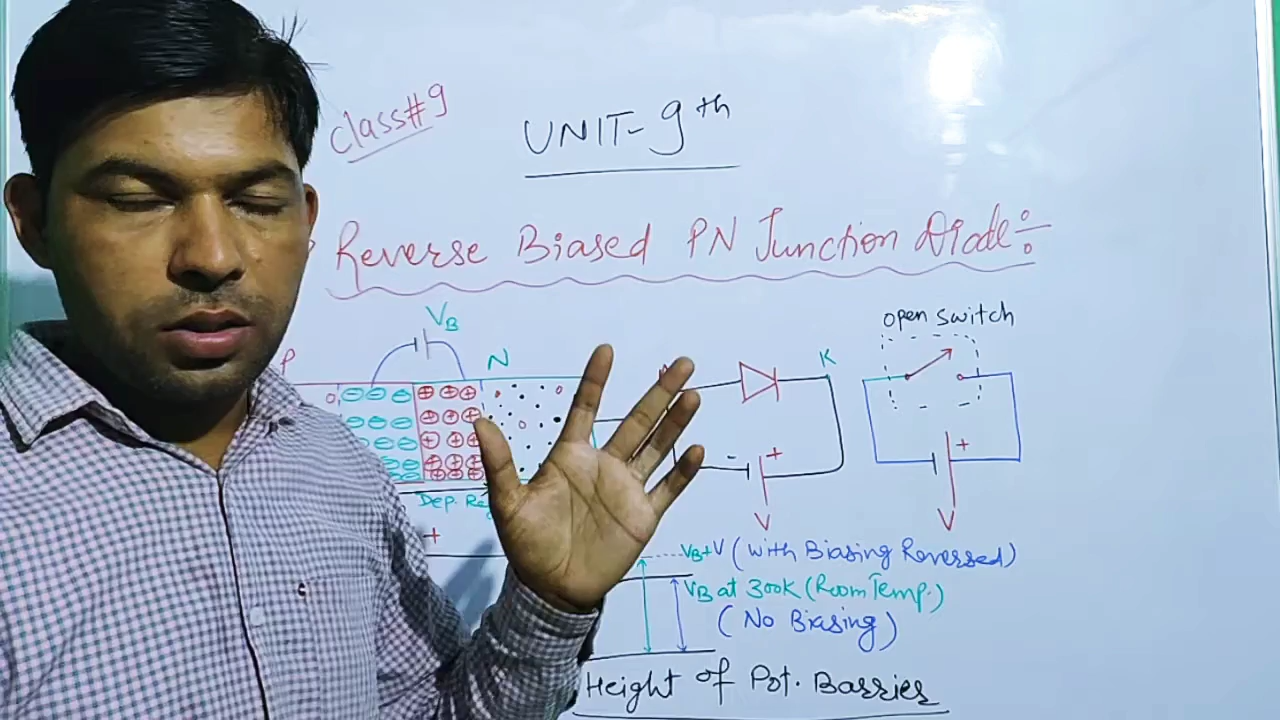 class#9
UNIT-9th
Reverse Biased PN Junction Diode÷
VB
P
N
Dep. Reg
+
K
-
+
V
open switch
+
V
VB+V (with Biasing Reversed)
VB at 300K (Room Temp.)
(No Biasing)
Height of Pot. Barrier